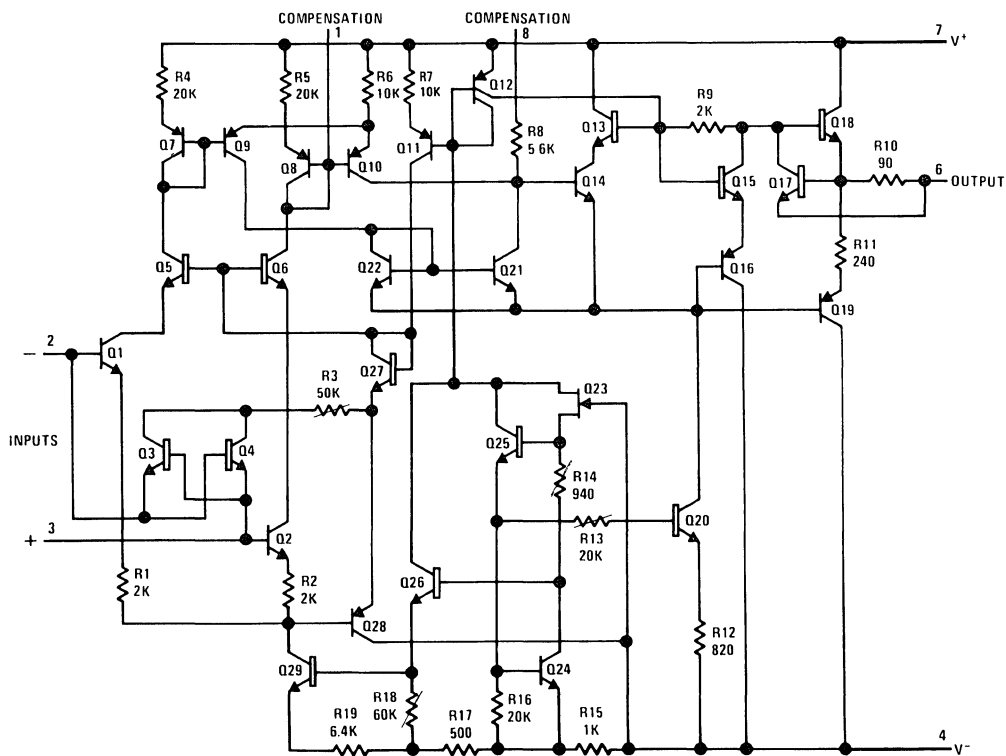 COMPENSATION COMPENSATION
1 8
7 V+
R4 20K
R5 20K
R6 10K
R7 10K
Q12
R8 5 6K
Q13
R9 2K
Q18
Q7
Q9
Q8
Q10
Q11
Q14
Q15
Q17
R10 90
6 OUTPUT
R11 240
Q5
Q6
Q22
Q21
Q16
Q19
2
−
Q1
Q27
R3 50K
Q23
INPUTS
Q3
Q4
Q25
R14 940
R13 20K
Q20
3
+
Q2
R1 2K
R2 2K
Q26
Q28
R12 820
Q29
Q24
R18 60K
R16 20K
R19 6.4K
R17 500
R15 1K
4 V−